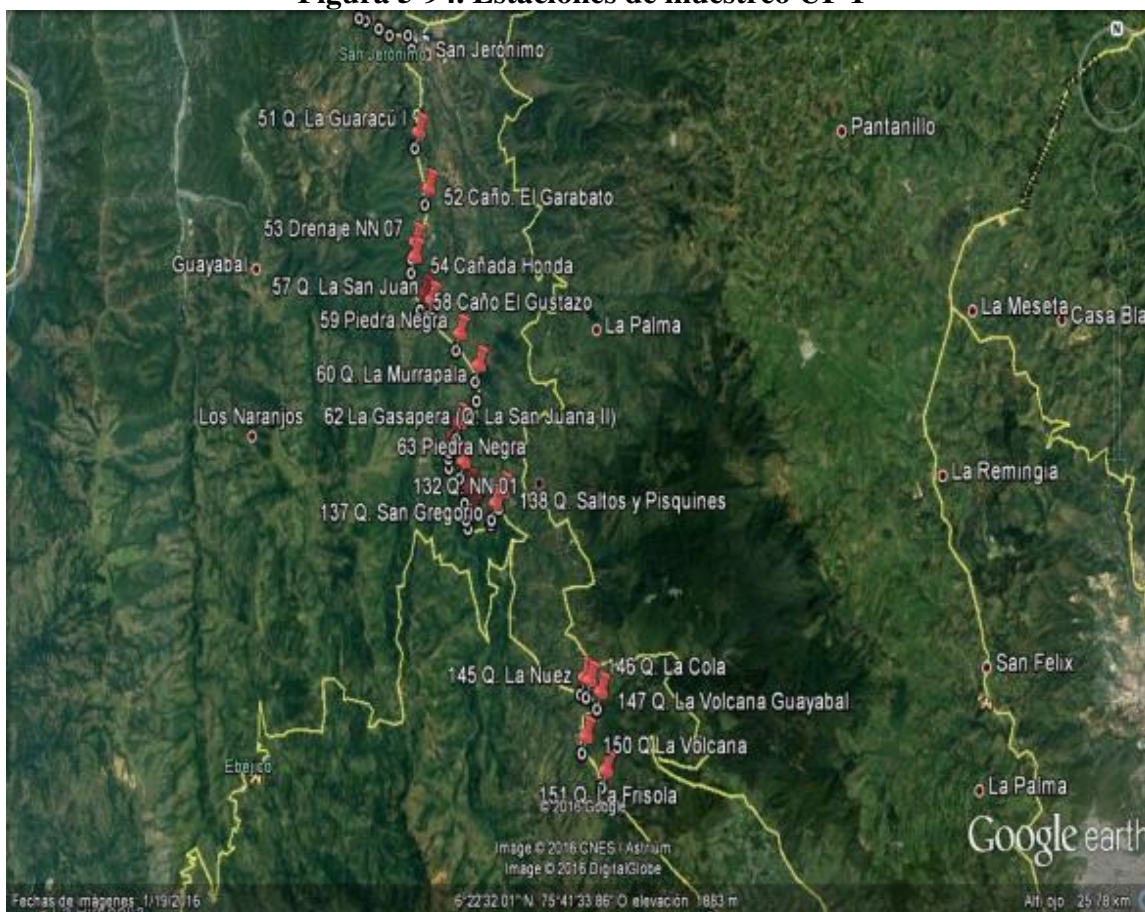 Figura 3-94. Estaciones de muestreo UF 1
San Jerónimo
San Jerónimo
51 Q. La Guaracú I
Pantanillo
52 Caño. El Garabato
53 Drenaje NN 07
54 Cañada Honda
Guayabal
57 Q. La San Juan
58 Caño El Gustazo
59 Piedra Negra
La Palma
La Meseta
Casa Bla
60 Q. La Murrapala
Los Naranjos
62 La Gasapera (Q. La San Juana II)
63 Piedra Negra
La Remingia
132 Q. NN 01
138 Q. Saltos y Pisquines
137 Q. San Gregorio
145 Q. La Nuez
146 Q. La Cola
San Felix
147 Q. La Volcana Guayabal
150 Q La Volcana
Ebéjico
151 Q. La Frisola
La Palma
© 2016 Google
Google earth
Image © 2016 CNES / Astrium
Image © 2016 DigitalGlobe
N
Fechas de imágenes: 1/19/2016
6°22'32.01" N 75°41'33.86" O elevación 1883 m
Alt. ojo 25.78 km